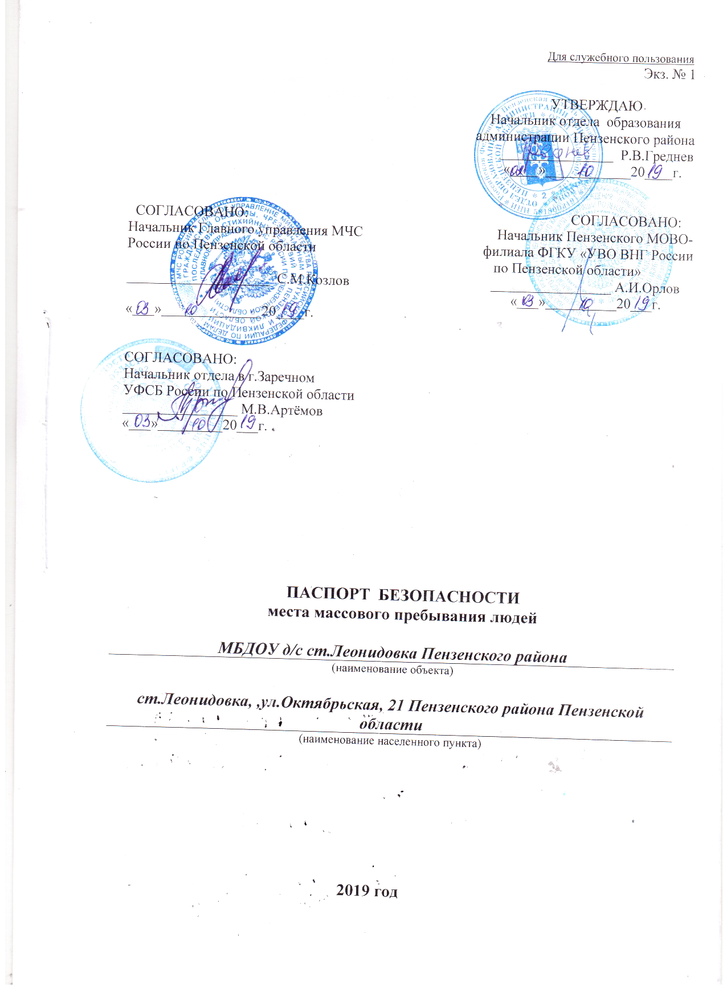 Для служебного пользования
Экз. № 1
УТВЕРЖДАЮ
Начальник отдела образования
администрации Пензенского района
Р.В.Греднев
«02» 10 2019 г.
СОГЛАСОВАНО:
Начальник Главного управления МЧС
России по Пензенской области
С.М.Козлов
«03» 10 2019 г.
СОГЛАСОВАНО:
Начальник Пензенского МОВО-
филиала ФГКУ «УВО ВНГ России
по Пензенской области»
А.И.Орлов
«03» 10 2019 г.
СОГЛАСОВАНО:
Начальник отдела в г.Заречном
УФСБ России по Пензенской области
М.В.Артёмов
«03» 10 2019 г.
ПАСПОРТ БЕЗОПАСНОСТИ
места массового пребывания людей
МБДОУ д/с ст.Леонидовка Пензенского района
(наименование объекта)
ст.Леонидовка, ,ул.Октябрьская, 21 Пензенского района Пензенской
области
(наименование населенного пункта)
2019 год